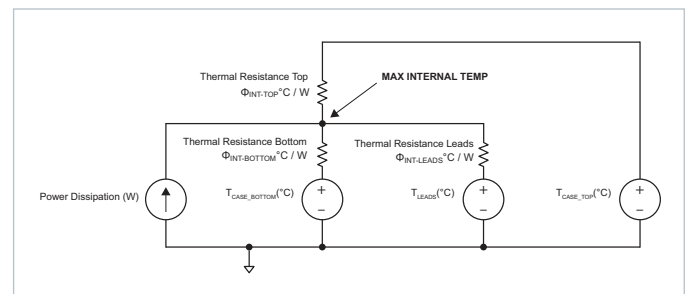 Thermal Resistance Top
MAX INTERNAL TEMP
ΦINT-TOP°C / W
Thermal Resistance Bottom
ΦINT-BOTTOM°C / W
Thermal Resistance Leads
ΦINT-LEADS°C / W
Power Dissipation (W)
+
TCASE_BOTTOM(°C)
–
+
TLEADS(°C)
–
+
TCASE_TOP(°C)
–